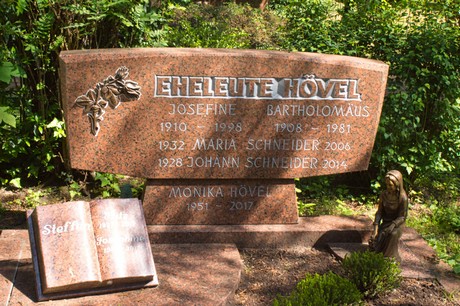 EHELEUTE HÖVEL
JOSEFINE BARTHOLOMÄUS
1910 - 1998 1908 - 1981
1932 MARIA SCHNEIDER 2006
1928 JOHANN SCHNEIDER 2014
MONIKA HÖVEL
1951 - 2017
Steffen